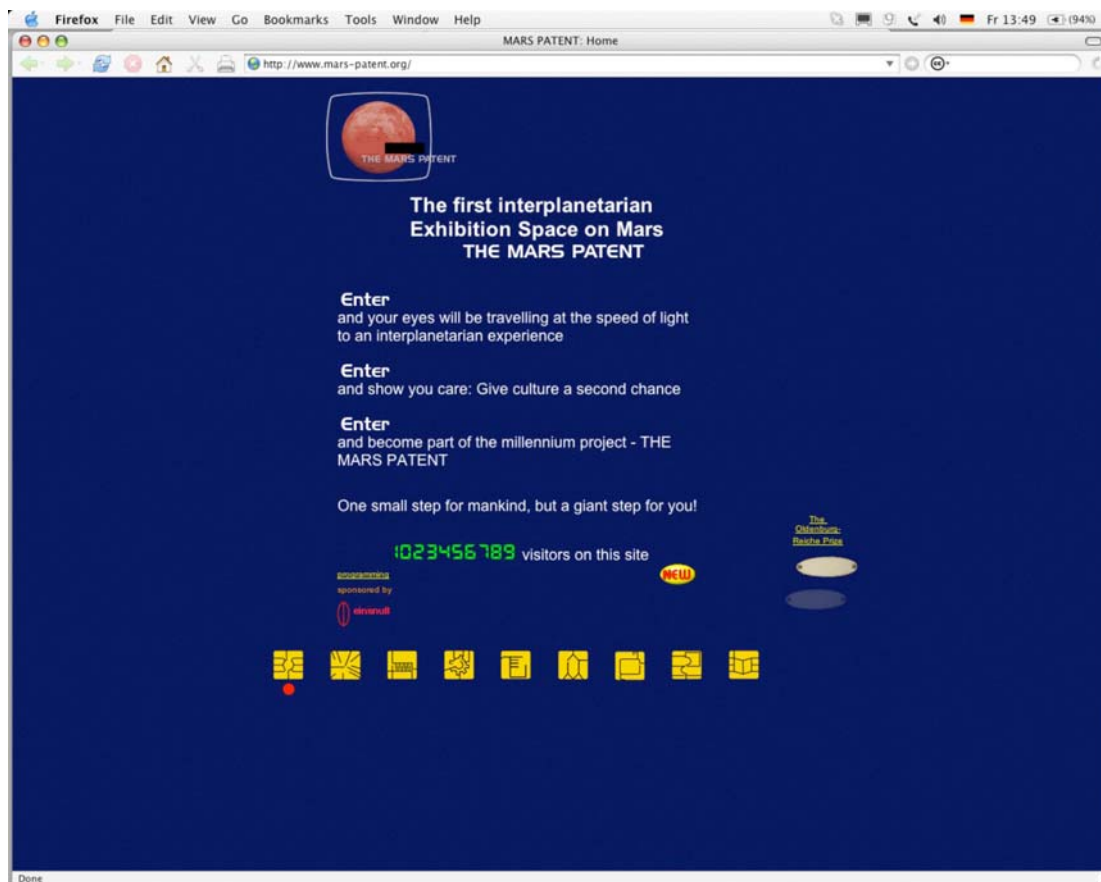 Firefox File Edit View Go Bookmarks Tools Window Help Fr 13:49 (94%)
MARS PATENT: Home
http://www.mars-patent.org/
THE MARS PATENT
The first interplanetarian
Exhibition Space on Mars
THE MARS PATENT
Enter
and your eyes will be travelling at the speed of light
to an interplanetarian experience
Enter
and show you care: Give culture a second chance
Enter
and become part of the millennium project - THE
MARS PATENT
One small step for mankind, but a giant step for you!
The
Oldenburg-
Reiche Prize
1023456789 visitors on this site
NEW
programming
sponsored by
einsnull
Done